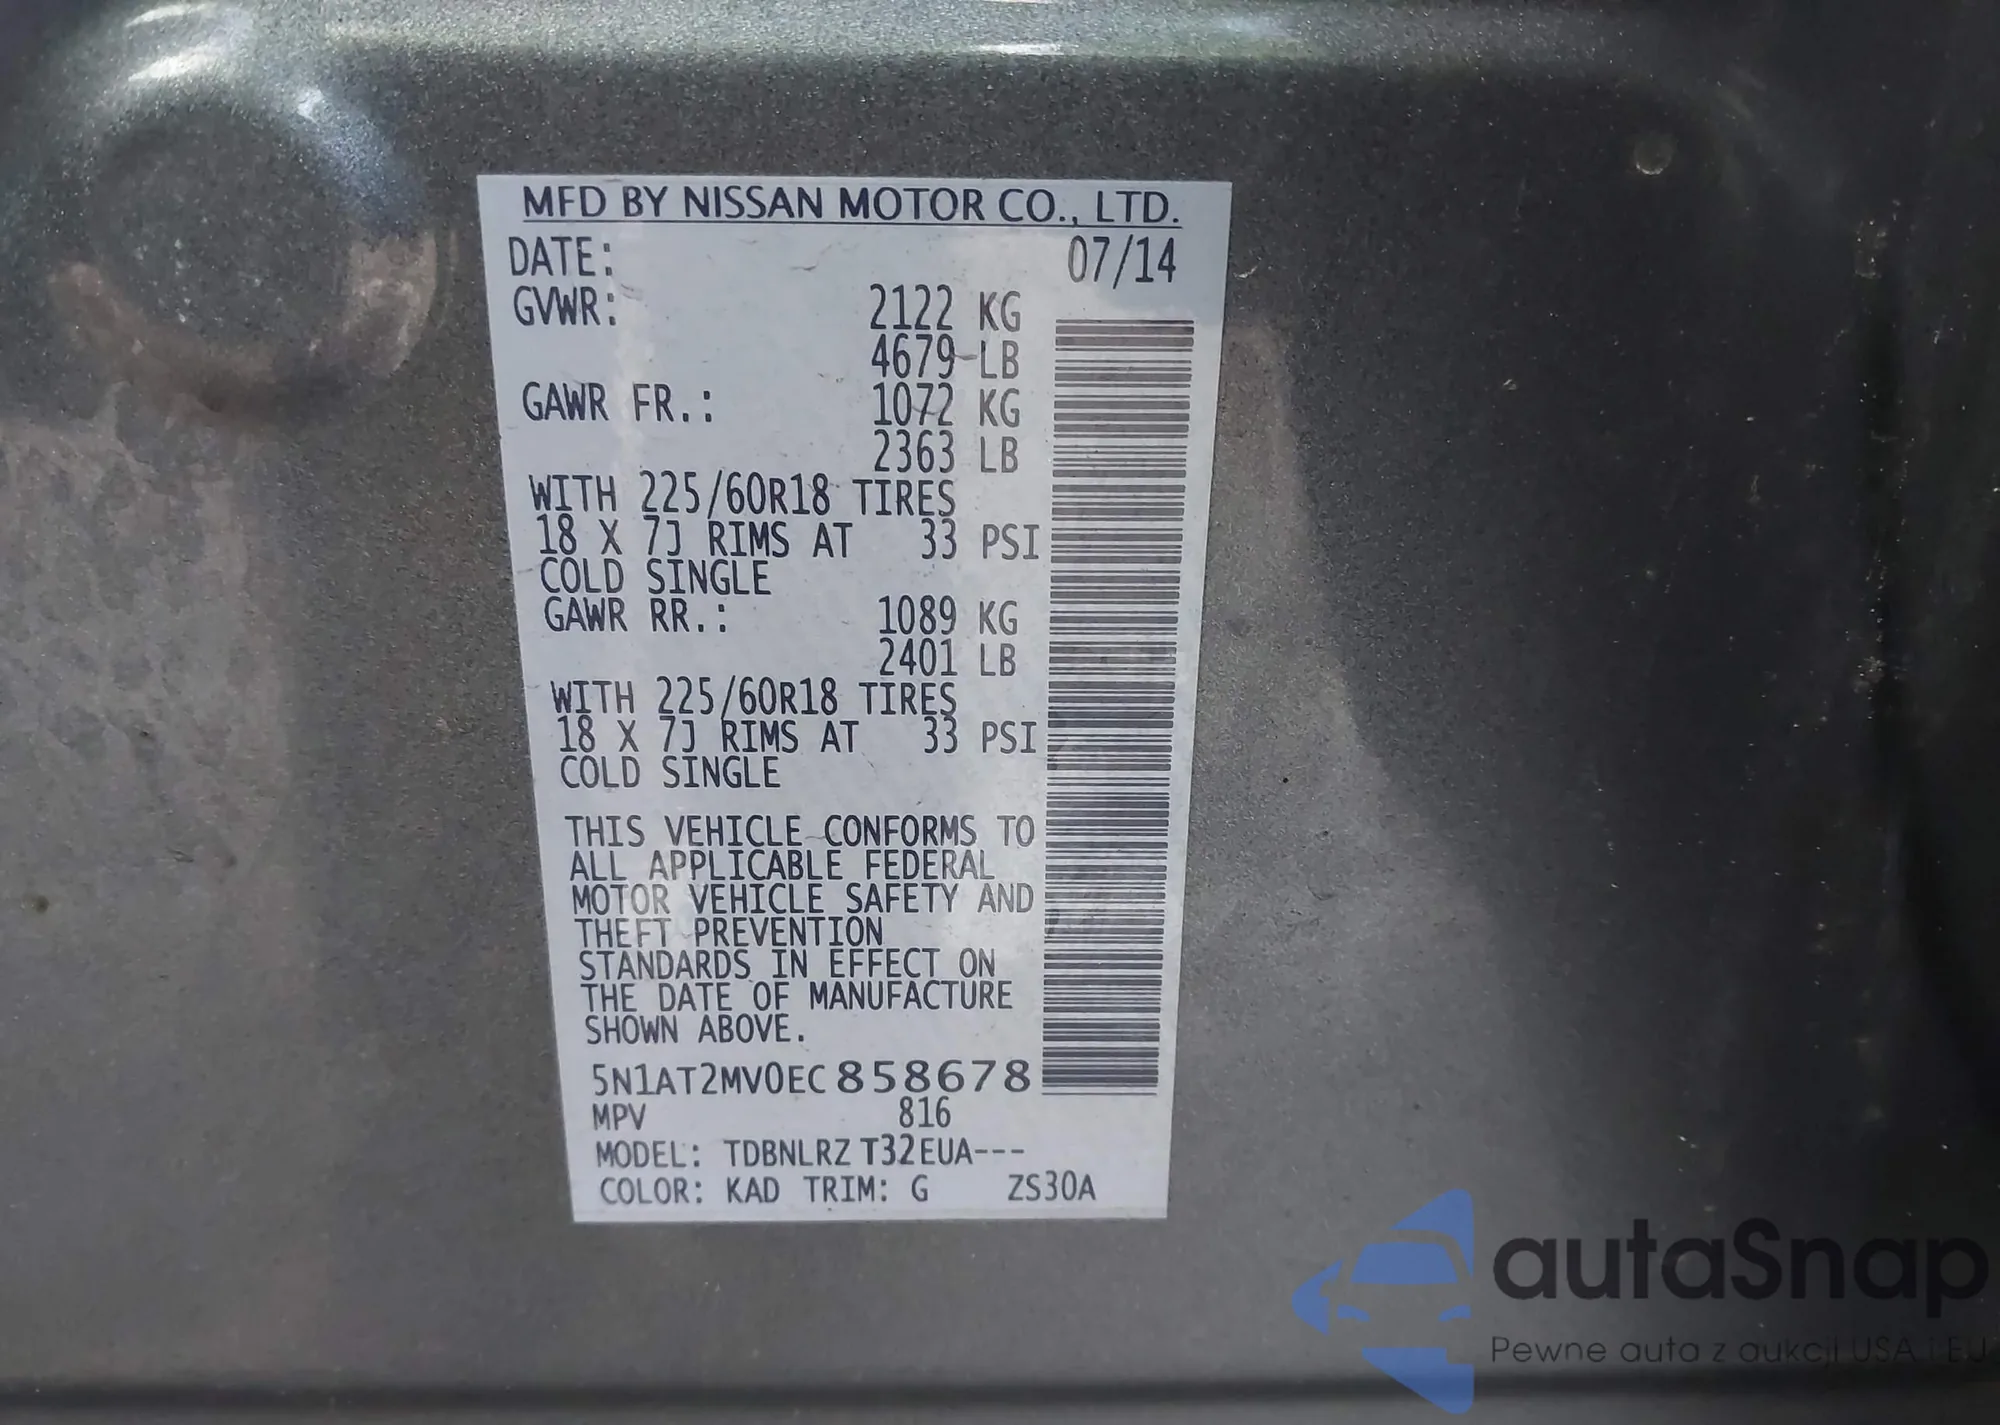 MFD BY NISSAN MOTOR CO., LTD.
DATE: 07/14
GVWR: 2122 KG
4679 LB
GAWR FR.: 1072 KG
2363 LB
WITH 225/60R18 TIRES
18 X 7J RIMS AT 33 PSI
COLD SINGLE
GAWR RR.: 1089 KG
2401 LB
WITH 225/60R18 TIRES
18 X 7J RIMS AT 33 PSI
COLD SINGLE
THIS VEHICLE CONFORMS TO
ALL APPLICABLE FEDERAL
MOTOR VEHICLE SAFETY AND
THEFT PREVENTION
STANDARDS IN EFFECT ON
THE DATE OF MANUFACTURE
SHOWN ABOVE.
5N1AT2MV0EC858678
MPV 816
MODEL: TDBNLRZ T32EUA---
COLOR: KAD TRIM: G ZS30A
autaSnap
Pewne auta z aukcji USA i EU